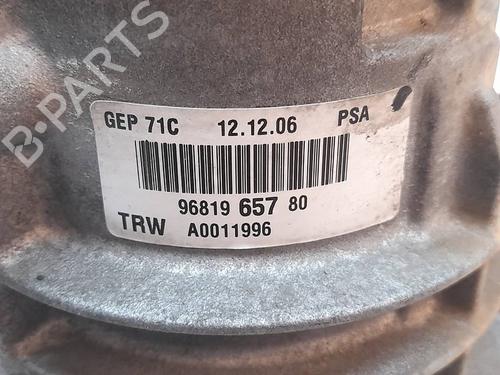 B-PARTS
GEP 71C 12.12.06 PSA
96819 657 80
TRW A0011996